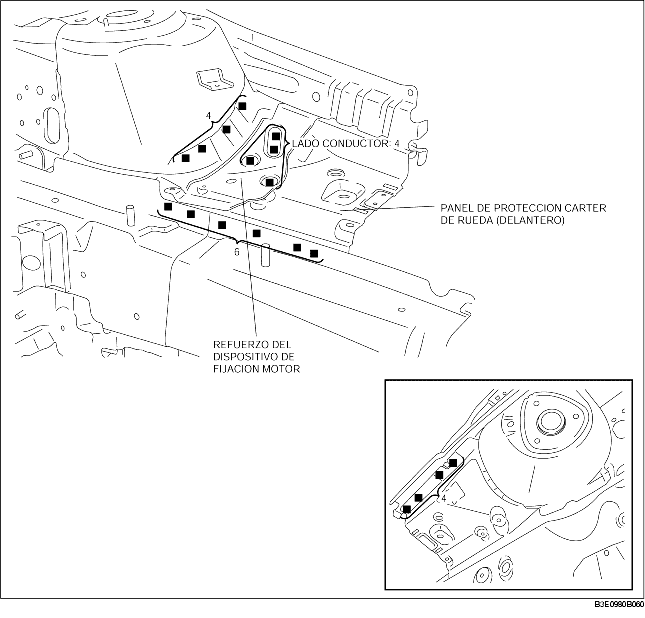 4
LADO CONDUCTOR: 4
PANEL DE PROTECCION CARTER
DE RUEDA (DELANTERO)
6
REFUERZO DEL
DISPOSITIVO DE
FIJACION MOTOR
4
B3E0980B060